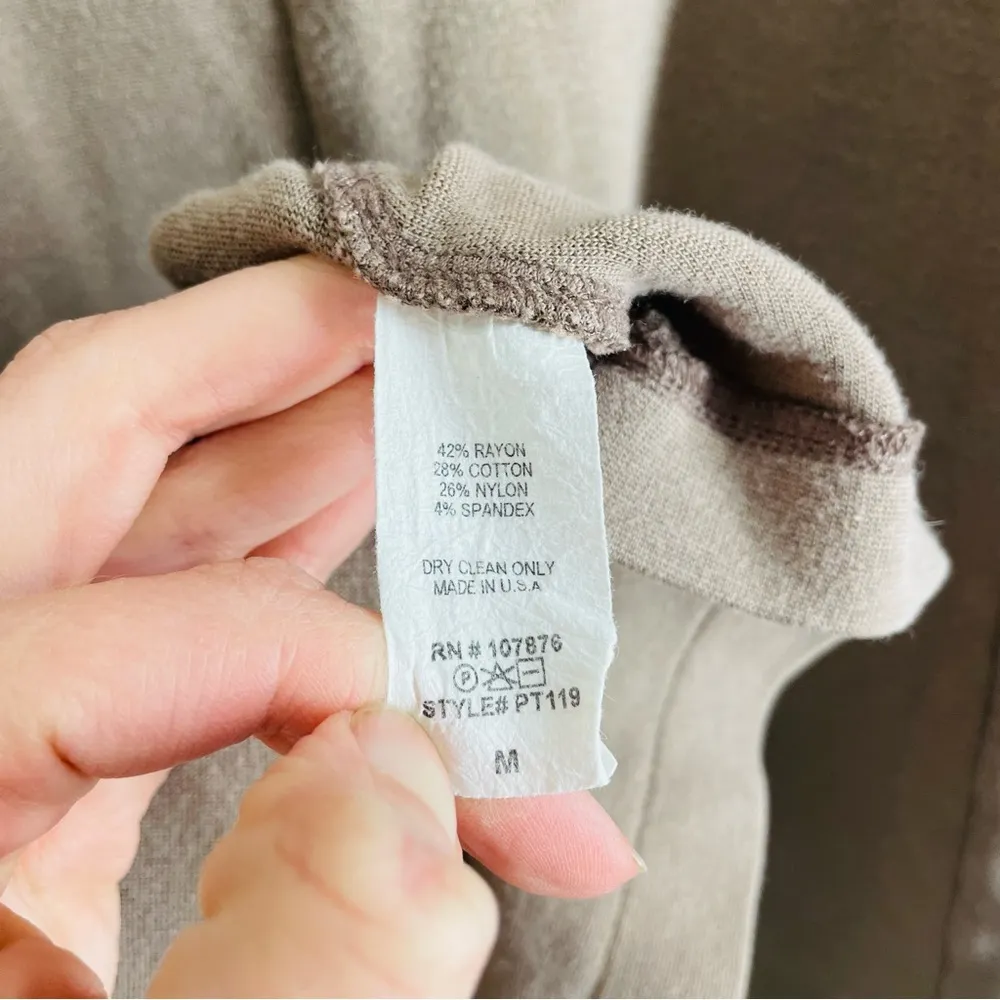 42% RAYON
28% COTTON
26% NYLON
4% SPANDEX
DRY CLEAN ONLY
MADE IN U.S.A
RN # 107876
P
STYLE# PT119
M